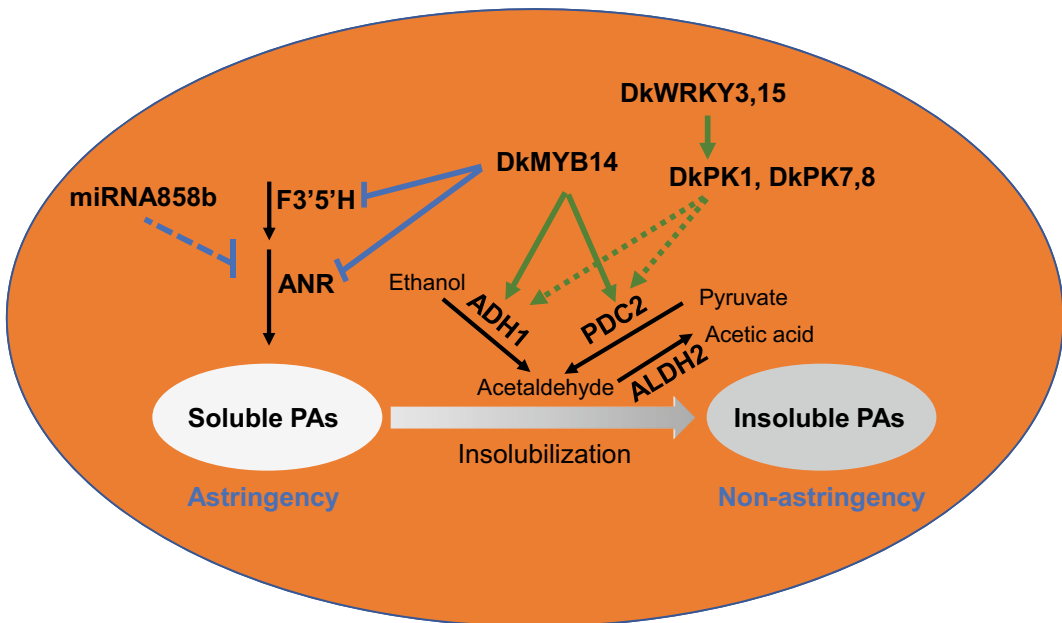 DkWRKY3,15
DkMYB14
DkPK1, DkPK7,8
miRNA858b
F3’5’H
ANR
Ethanol
ADH1
PDC2
Pyruvate
Acetic acid
ALDH2
Acetaldehyde
Soluble PAs
Insoluble PAs
Insolubilization
Astringency
Non-astringency